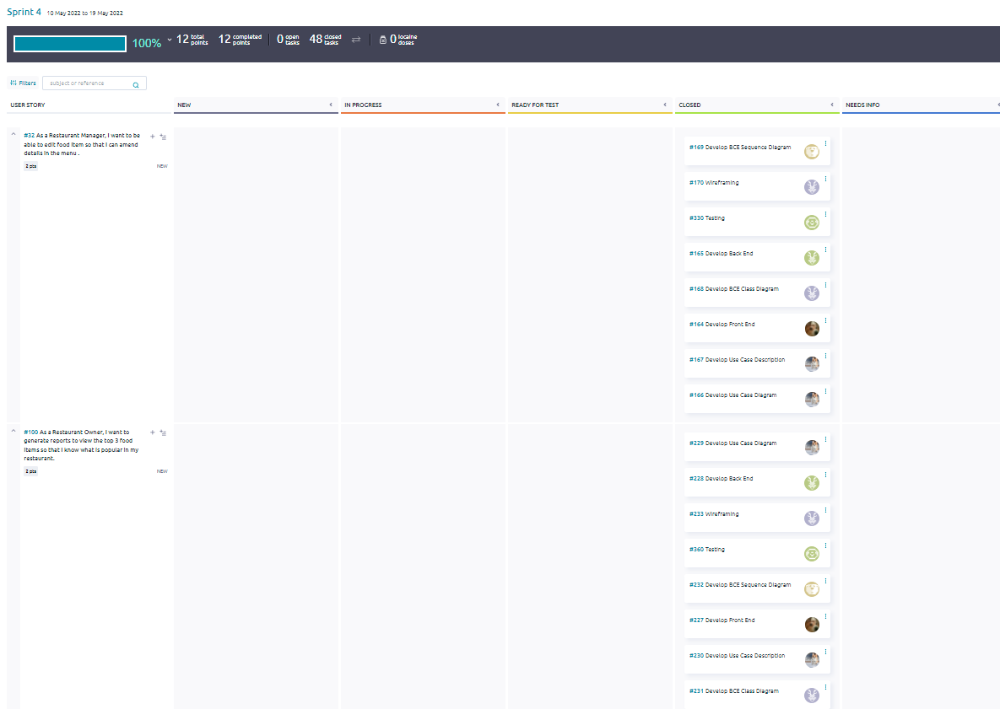 Sprint 4 10 May 2022 to 19 May 2022
100% 12 total points 12 completed points 0 open tasks 48 closed tasks 0 iocaine doses
Filters subject or reference
USER STORY NEW IN PROGRESS READY FOR TEST CLOSED NEEDS INFO
#32 As a Restaurant Manager, I want to be
able to edit food item so that I can amend
details in the menu .
2 pts NEW
#169 Develop BCE Sequence Diagram
#170 Wireframing
#330 Testing
#165 Develop Back End
#168 Develop BCE Class Diagram
#164 Develop Front End
#167 Develop Use Case Description
#166 Develop Use Case Diagram
#100 As a Restaurant Owner, I want to
generate reports to view the top 3 food
items so that I know what is popular in my
restaurant.
2 pts NEW
#229 Develop Use Case Diagram
#228 Develop Back End
#233 Wireframing
#360 Testing
#232 Develop BCE Sequence Diagram
#227 Develop Front End
#230 Develop Use Case Description
#231 Develop BCE Class Diagram